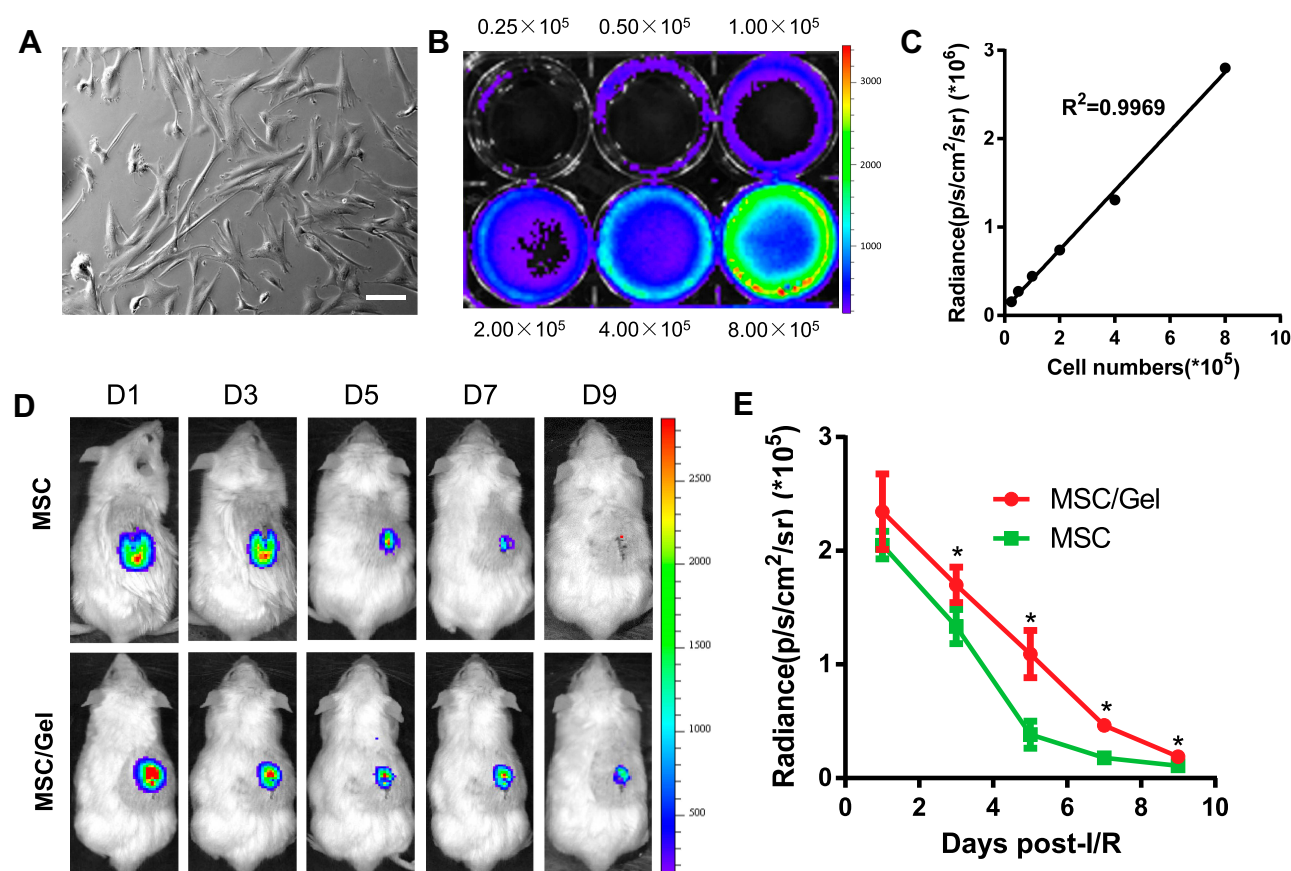 A
B
0.25×10⁵ 0.50×10⁵ 1.00×10⁵
3000
2000
1000
2.00×10⁵ 4.00×10⁵ 8.00×10⁵
C
Radiance(p/s/cm²/sr) (*10⁶)
3
2
1
0
R²=0.9969
0 2 4 6 8 10
Cell numbers(*10⁵)
D
D1 D3 D5 D7 D9
MSC
MSC/Gel
2500
2000
1500
1000
500
E
Radiance(p/s/cm²/sr) (*10⁵)
3
2
1
0
MSC/Gel
MSC
* * * *
0 2 4 6 8 10
Days post-I/R